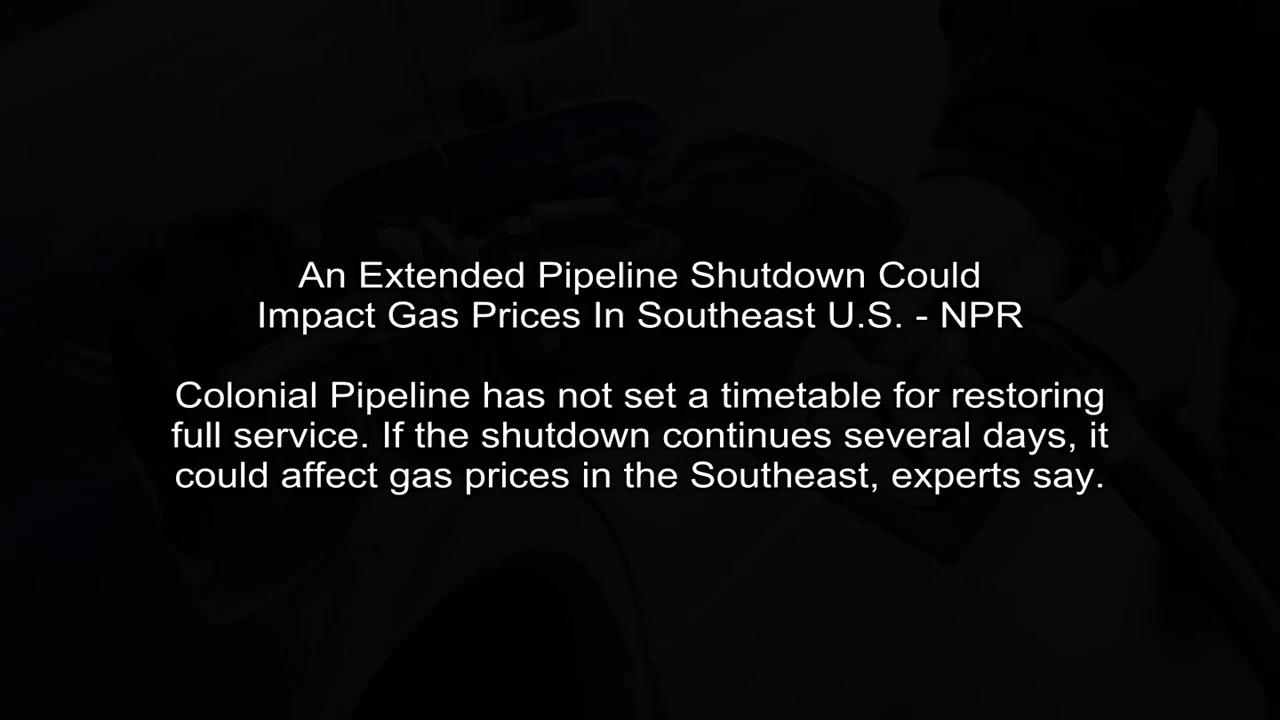 An Extended Pipeline Shutdown Could
Impact Gas Prices In Southeast U.S. - NPR
Colonial Pipeline has not set a timetable for restoring
full service. If the shutdown continues several days, it
could affect gas prices in the Southeast, experts say.